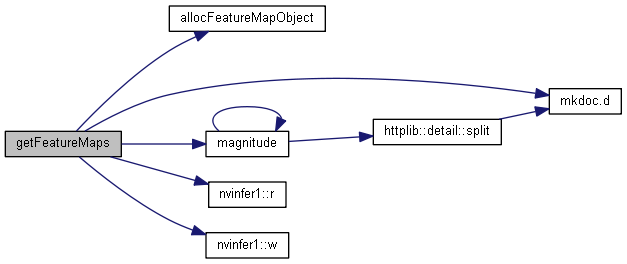 allocFeatureMapObject
mkdoc.d
httplib::detail::split
getFeatureMaps
magnitude
nvinfer1::r
nvinfer1::w